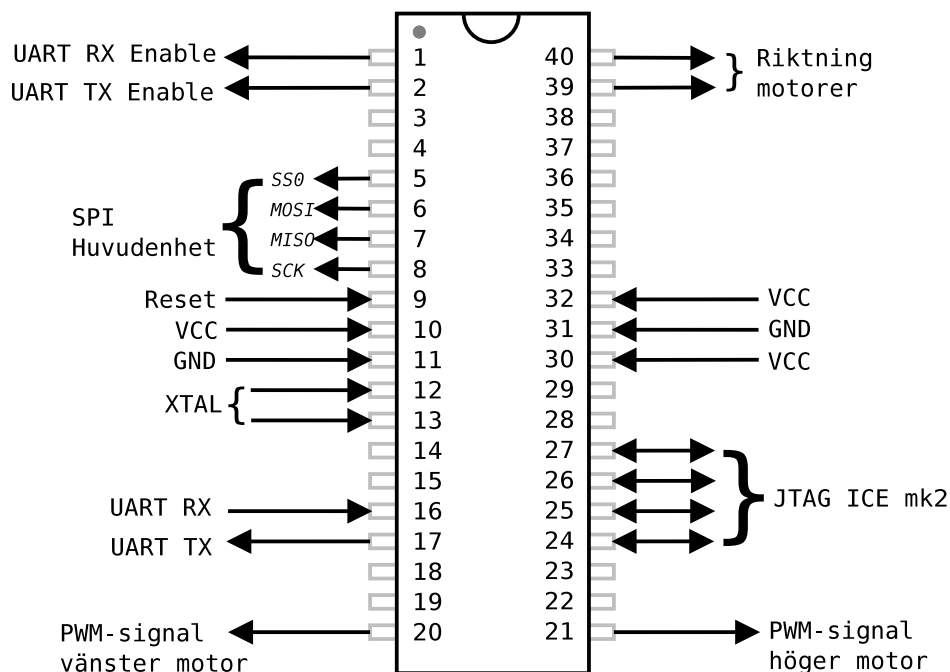 UART RX Enable
UART TX Enable
SPI
Huvudenhet
SS0
MOSI
MISO
SCK
Reset
VCC
GND
XTAL
UART RX
UART TX
PWM-signal
vänster motor
1
2
3
4
5
6
7
8
9
10
11
12
13
14
15
16
17
18
19
20
40
39
38
37
36
35
34
33
32
31
30
29
28
27
26
25
24
23
22
21
Riktning
motorer
VCC
GND
VCC
JTAG ICE mk2
PWM-signal
höger motor